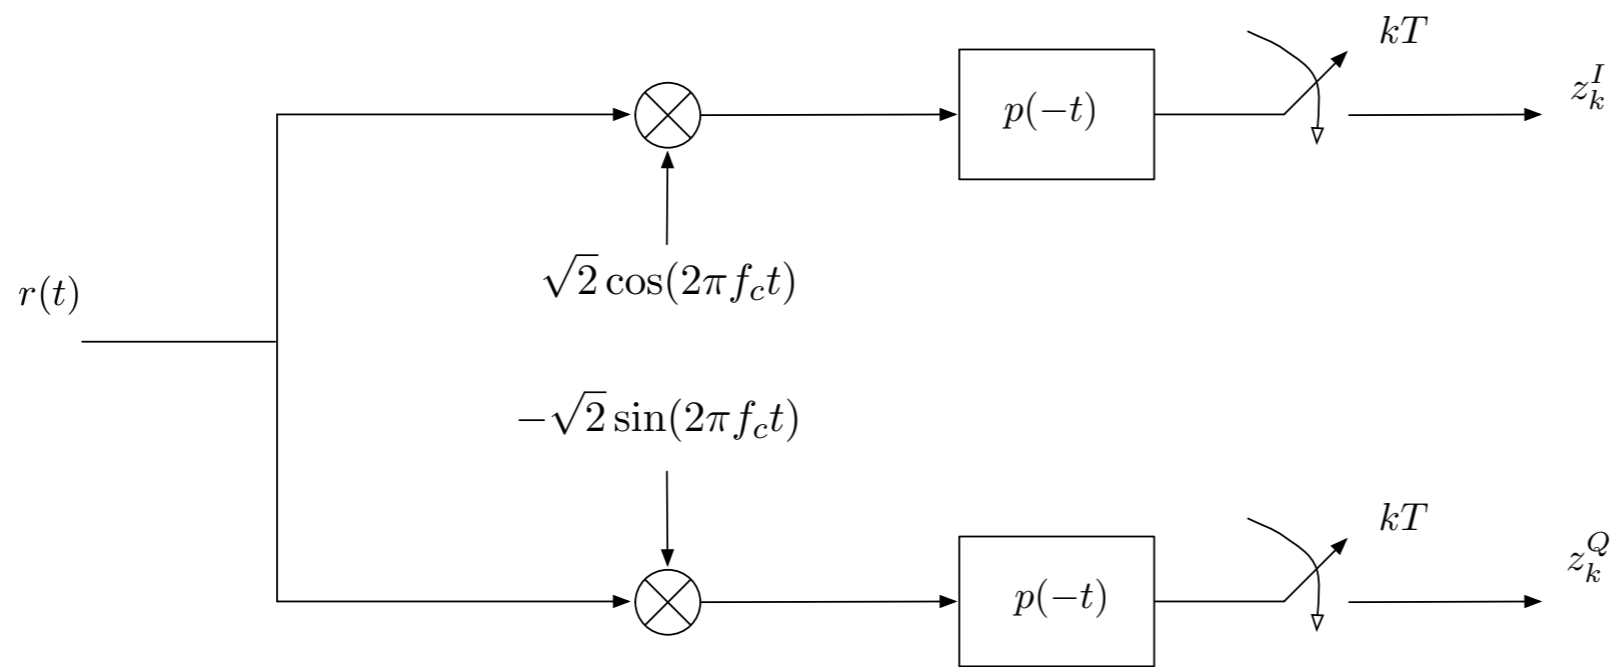 kT
z_k^I
p(−t)
√2 cos(2πf_c t)
r(t)
−√2 sin(2πf_c t)
kT
z_k^Q
p(−t)